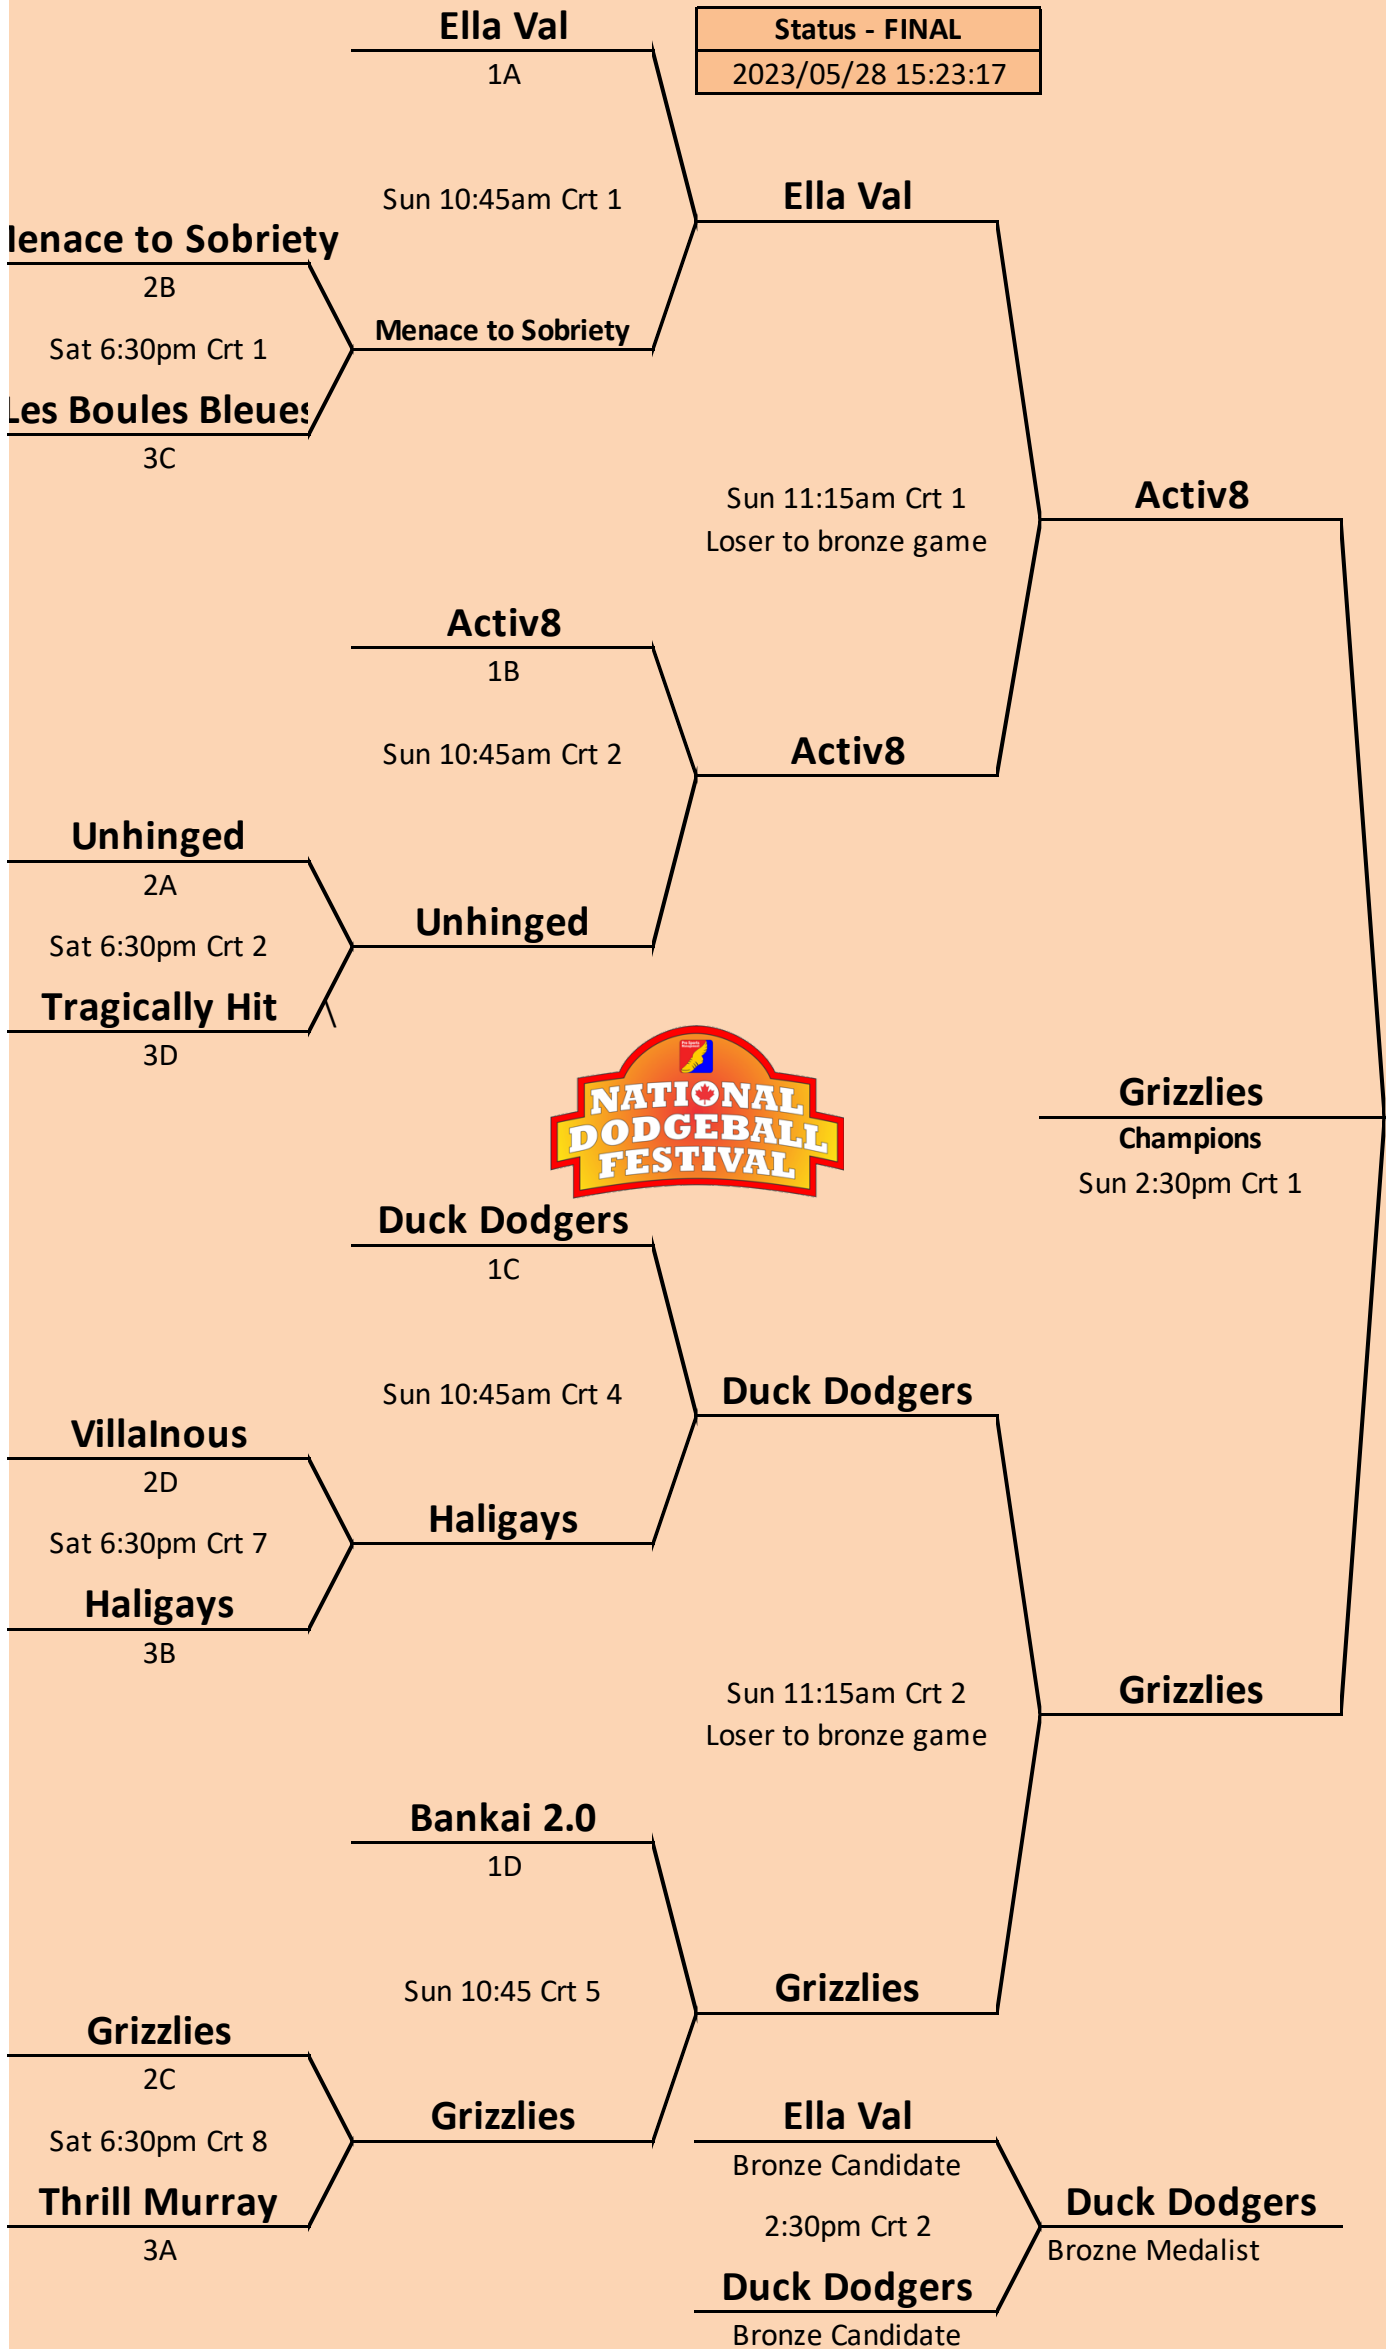 Ella Val
1A
Status - FINAL
2023/05/28 15:23:17
Sun 10:45am Crt 1
Ella Val
enace to Sobriety
2B
Sat 6:30pm Crt 1
Menace to Sobriety
Les Boules Bleues
3C
Sun 11:15am Crt 1
Loser to bronze game
Activ8
Activ8
1B
Sun 10:45am Crt 2
Activ8
Unhinged
2A
Sat 6:30pm Crt 2
Unhinged
Tragically Hit
3D
NATIONAL
DODGEBALL
FESTIVAL
Grizzlies
Champions
Sun 2:30pm Crt 1
Duck Dodgers
1C
Sun 10:45am Crt 4
Duck Dodgers
VillaInous
2D
Sat 6:30pm Crt 7
Haligays
Haligays
3B
Sun 11:15am Crt 2
Loser to bronze game
Grizzlies
Bankai 2.0
1D
Sun 10:45 Crt 5
Grizzlies
Grizzlies
2C
Sat 6:30pm Crt 8
Grizzlies
Thrill Murray
3A
Ella Val
Bronze Candidate
2:30pm Crt 2
Duck Dodgers
Brozne Medalist
Duck Dodgers
Bronze Candidate